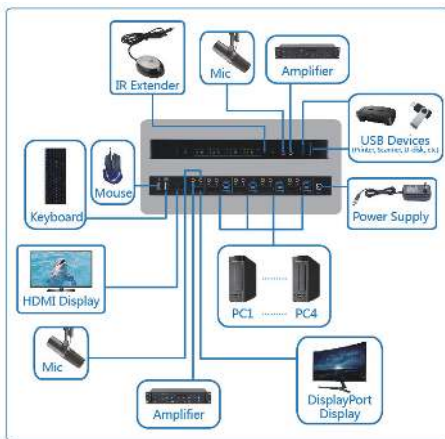 IR Extender
Mic
Amplifier
USB Devices
(Printer, Scanner, U-disk, etc)
Keyboard
Mouse
Power Supply
HDMI Display
PC1 ........ PC4
Mic
Amplifier
DisplayPort
Display